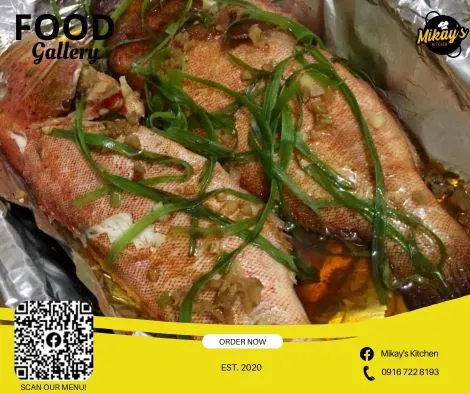 FOOD
Gallery
Mikay's
KITCHEN
ORDER NOW
EST. 2020
Mikay's Kitchen
0916 722 8193
SCAN OUR MENU!